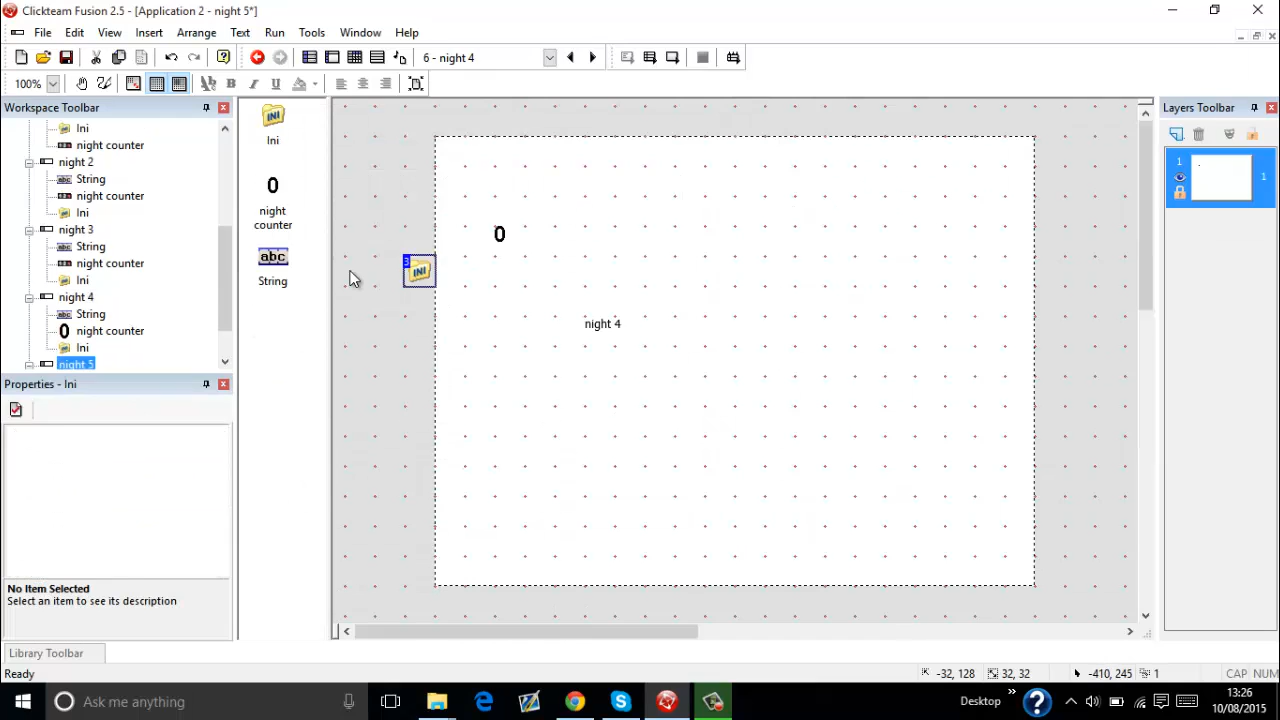 Clickteam Fusion 2.5 - [Application 2 - night 5*]
File Edit View Insert Arrange Text Run Tools Window Help
6 - night 4
100%
Workspace Toolbar
Ini
night counter
night 2
String
night counter
Ini
night 3
String
night counter
Ini
night 4
String
0 night counter
Ini
night 5
Properties - Ini
No Item Selected
Select an item to see its description
Library Toolbar
Ready
INI
Ini
0
night
counter
abc
String
0
3
INI
night 4
Layers Toolbar
1
1
-32, 128
32, 32
-410, 245
1
CAP NUM
Ask me anything
Desktop
13:26
10/08/2015